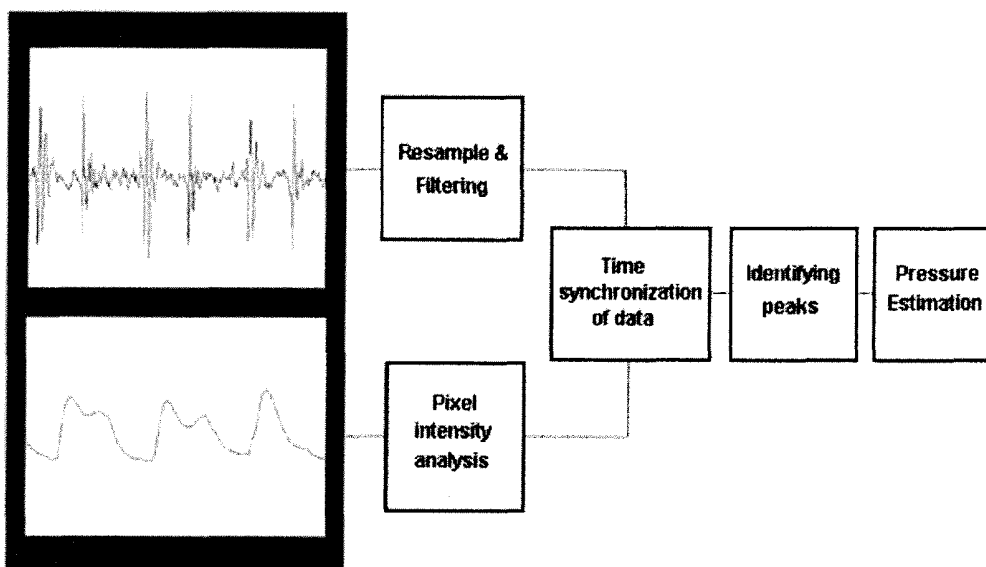 Resample &
Filtering
Time
synchronization
of data
Identifying
peaks
Pressure
Estimation
Pixel
intensity
analysis